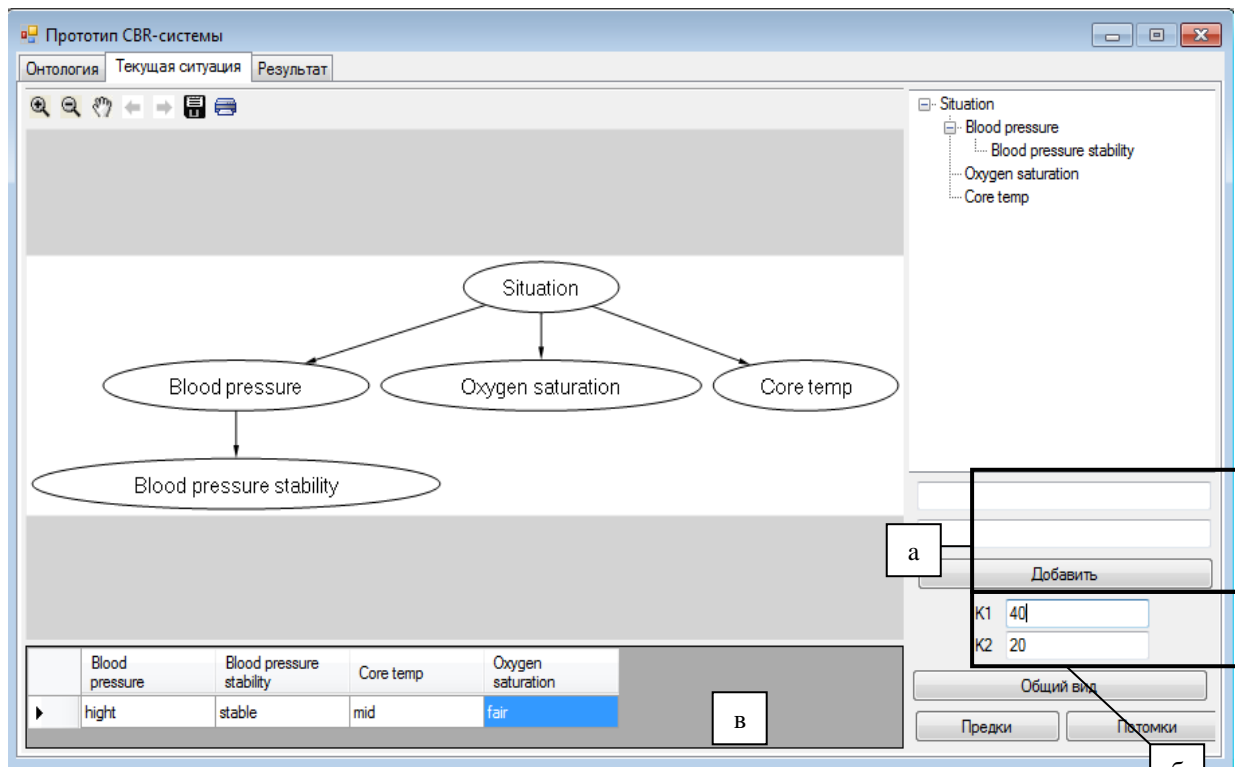 Прототип CBR-системы
Онтология Текущая ситуация Результат
Situation
Blood pressure
Blood pressure stability
Oxygen saturation
Core temp
Situation
Blood pressure Oxygen saturation Core temp
Blood pressure stability
а
Добавить
K1 40
K2 20
Общий вид
Предки Потомки
Blood pressure Blood pressure stability Core temp Oxygen saturation
hight stable mid fair
в